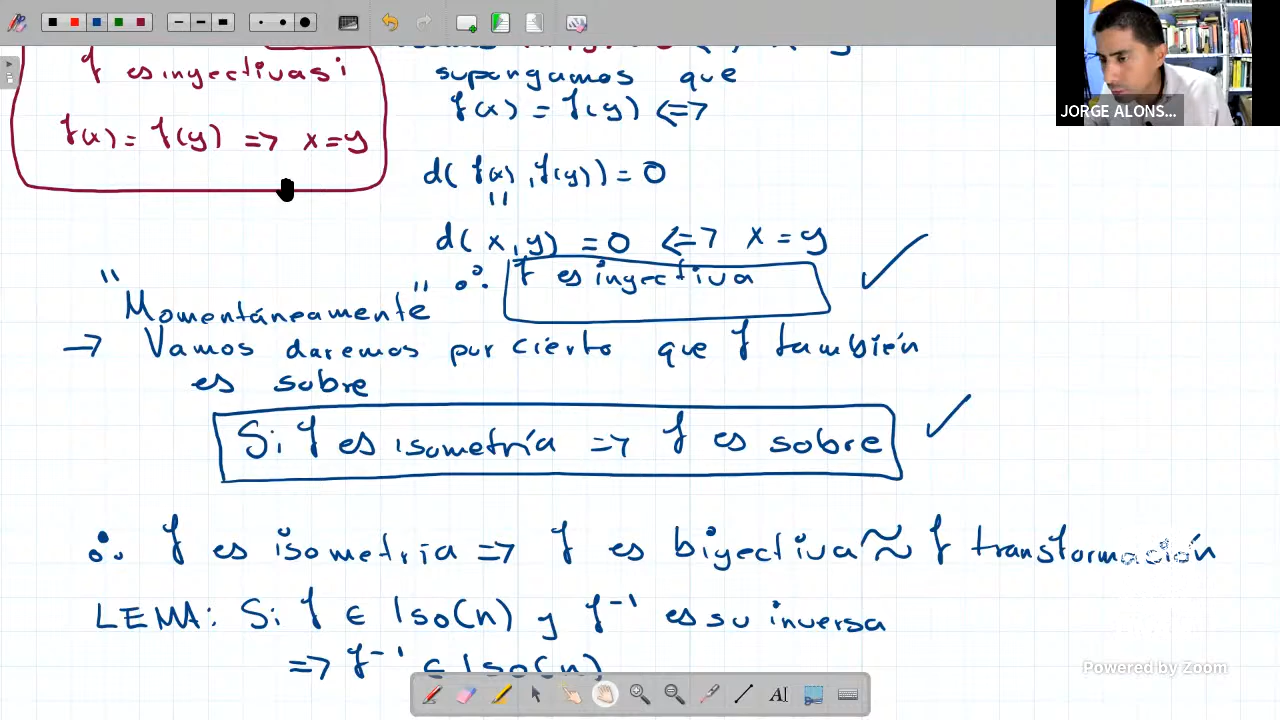 f es inyectiva si
f(x) = f(y) => x = y
supongamos que
f(x) = f(y) <=>
d( f(x) , f(y)) = 0
"
d( x , y) = 0 <=> x = y
∴ f es inyectiva
"Momentáneamente"
→ Vamos daremos por cierto que f también
es sobre
Si f es isometría => f es sobre
∴ f es isometría => f es biyectiva ≈ f transformación
LEMA: Si f ∈ Iso(n) y f⁻¹ es su inversa
=> f⁻¹ ∈ Iso(n)
JORGE ALONS...
Powered by Zoom